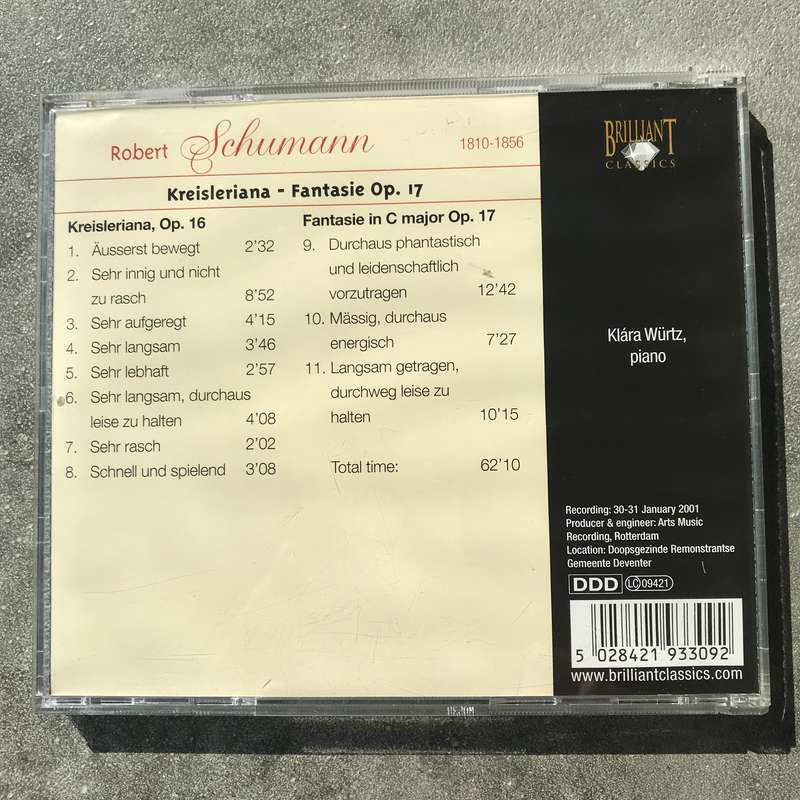 Robert Schumann 1810-1856
Kreisleriana - Fantasie Op. 17
Kreisleriana, Op. 16
1. Äusserst bewegt 2’32
2. Sehr innig und nicht
zu rasch 8’52
3. Sehr aufgeregt 4’15
4. Sehr langsam 3’46
5. Sehr lebhaft 2’57
6. Sehr langsam, durchaus
leise zu halten 4’08
7. Sehr rasch 2’02
8. Schnell und spielend 3’08
Fantasie in C major Op. 17
9. Durchaus phantastisch
und leidenschaftlich
vorzutragen 12’42
10. Mässig, durchaus
energisch 7’27
11. Langsam getragen,
durchweg leise zu
halten 10’15
Total time: 62’10
BRILLIANT
CLASSICS
Klára Würtz,
piano
Recording: 30-31 January 2001
Producer & engineer: Arts Music
Recording, Rotterdam
Location: Doopsgezinde Remonstrantse
Gemeente Deventer
DDD LC 09421
5 028421 933092
www.brilliantclassics.com